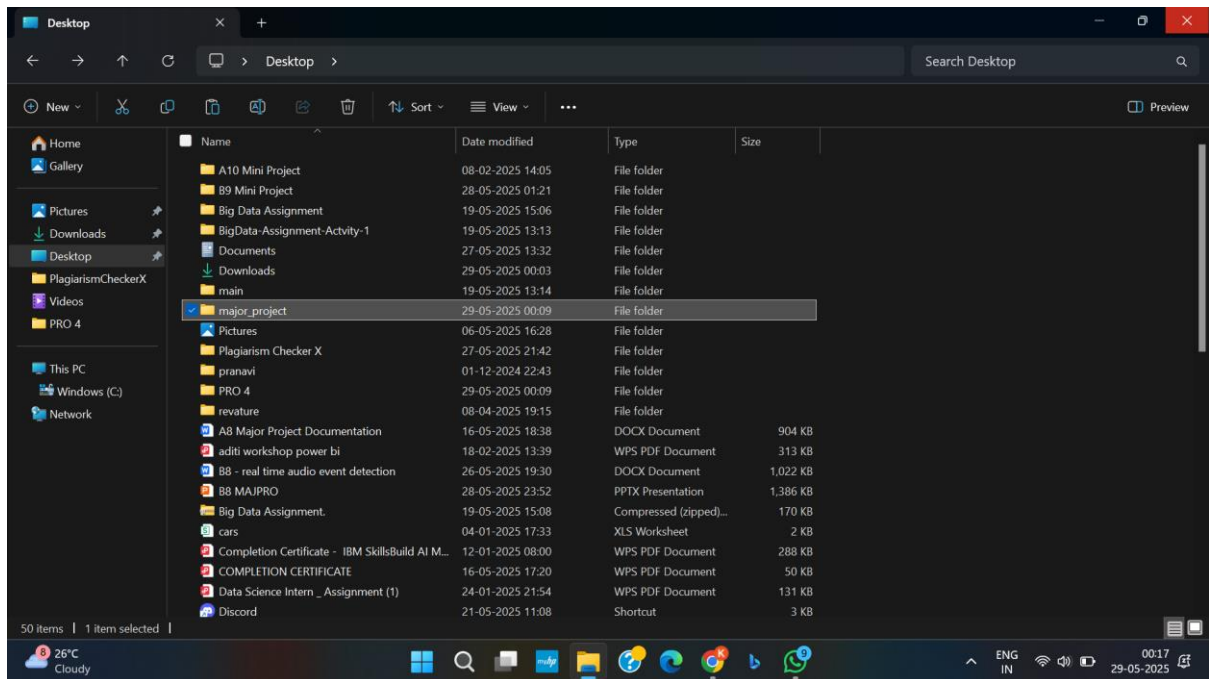 Desktop
Desktop
Search Desktop
New
Sort
View
Preview
Name Date modified Type Size
Home
Gallery
Pictures
Downloads
Desktop
PlagiarismCheckerX
Videos
PRO 4
This PC
Windows (C:)
Network
A10 Mini Project 08-02-2025 14:05 File folder
B9 Mini Project 28-05-2025 01:21 File folder
Big Data Assignment 19-05-2025 15:06 File folder
BigData-Assignment-Actvity-1 19-05-2025 13:13 File folder
Documents 27-05-2025 13:32 File folder
Downloads 29-05-2025 00:03 File folder
main 19-05-2025 13:14 File folder
major_project 29-05-2025 00:09 File folder
Pictures 06-05-2025 16:28 File folder
Plagiarism Checker X 27-05-2025 21:42 File folder
pranavi 01-12-2024 22:43 File folder
PRO 4 29-05-2025 00:09 File folder
revature 08-04-2025 19:15 File folder
A8 Major Project Documentation 16-05-2025 18:38 DOCX Document 904 KB
aditi workshop power bi 18-02-2025 13:39 WPS PDF Document 313 KB
B8 - real time audio event detection 26-05-2025 19:30 DOCX Document 1,022 KB
B8 MAJPRO 28-05-2025 23:52 PPTX Presentation 1,386 KB
Big Data Assignment. 19-05-2025 15:08 Compressed (zipped)... 170 KB
cars 04-01-2025 17:33 XLS Worksheet 2 KB
Completion Certificate - IBM SkillsBuild AI M... 12-01-2025 08:00 WPS PDF Document 288 KB
COMPLETION CERTIFICATE 16-05-2025 17:20 WPS PDF Document 50 KB
Data Science Intern _ Assignment (1) 24-01-2025 21:54 WPS PDF Document 131 KB
Discord 21-05-2025 11:08 Shortcut 3 KB
50 items 1 item selected
8
26°C
Cloudy
myhp
K
9
ENG
IN
00:17
29-05-2025